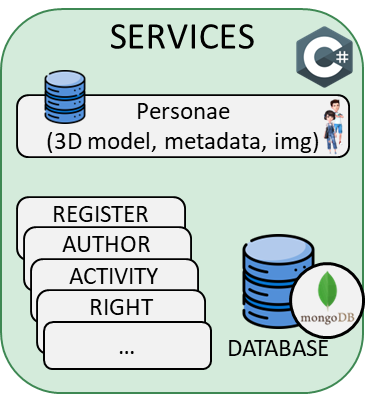 SERVICES
C#
Personae
(3D model, metadata, img)
REGISTER
AUTHOR
ACTIVITY
RIGHT
...
mongoDB
DATABASE